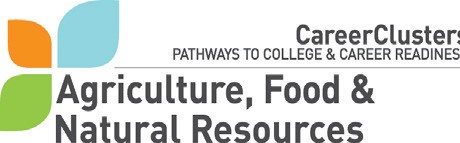 CareerClusters
PATHWAYS TO COLLEGE & CAREER READINES
Agriculture, Food &
Natural Resources